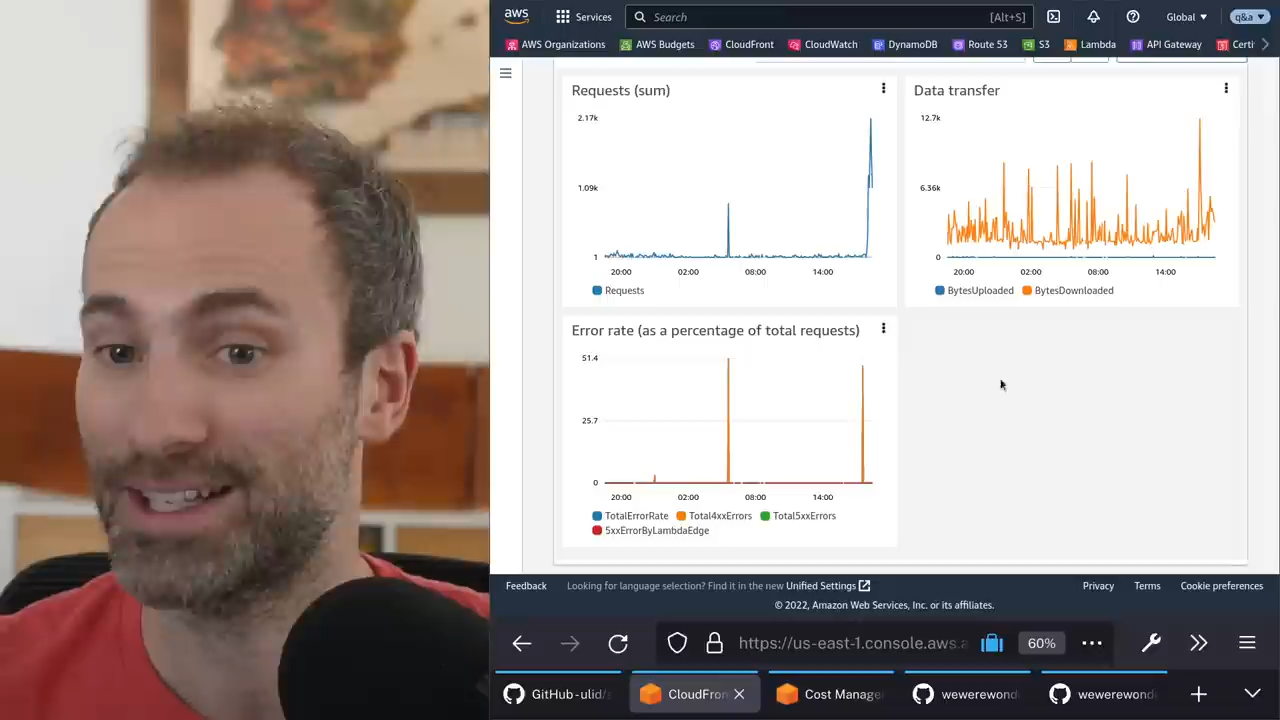 aws
Services
Search
[Alt+S]
Global
q&a
AWS Organizations
AWS Budgets
CloudFront
CloudWatch
DynamoDB
Route 53
S3
Lambda
API Gateway
Certi
Requests (sum)
2.17k
1.09k
1
20:00 02:00 08:00 14:00
Requests
Data transfer
12.7k
6.36k
0
20:00 02:00 08:00 14:00
BytesUploaded BytesDownloaded
Error rate (as a percentage of total requests)
51.4
25.7
0
20:00 02:00 08:00 14:00
TotalErrorRate Total4xxErrors Total5xxErrors
5xxErrorByLambdaEdge
Feedback Looking for language selection? Find it in the new Unified Settings Privacy Terms Cookie preferences
© 2022, Amazon Web Services, Inc. or its affiliates.
https://us-east-1.console.aws.a
60%
GitHub - ulid/
CloudFron
Cost Manage
wewerewond
wewerewond